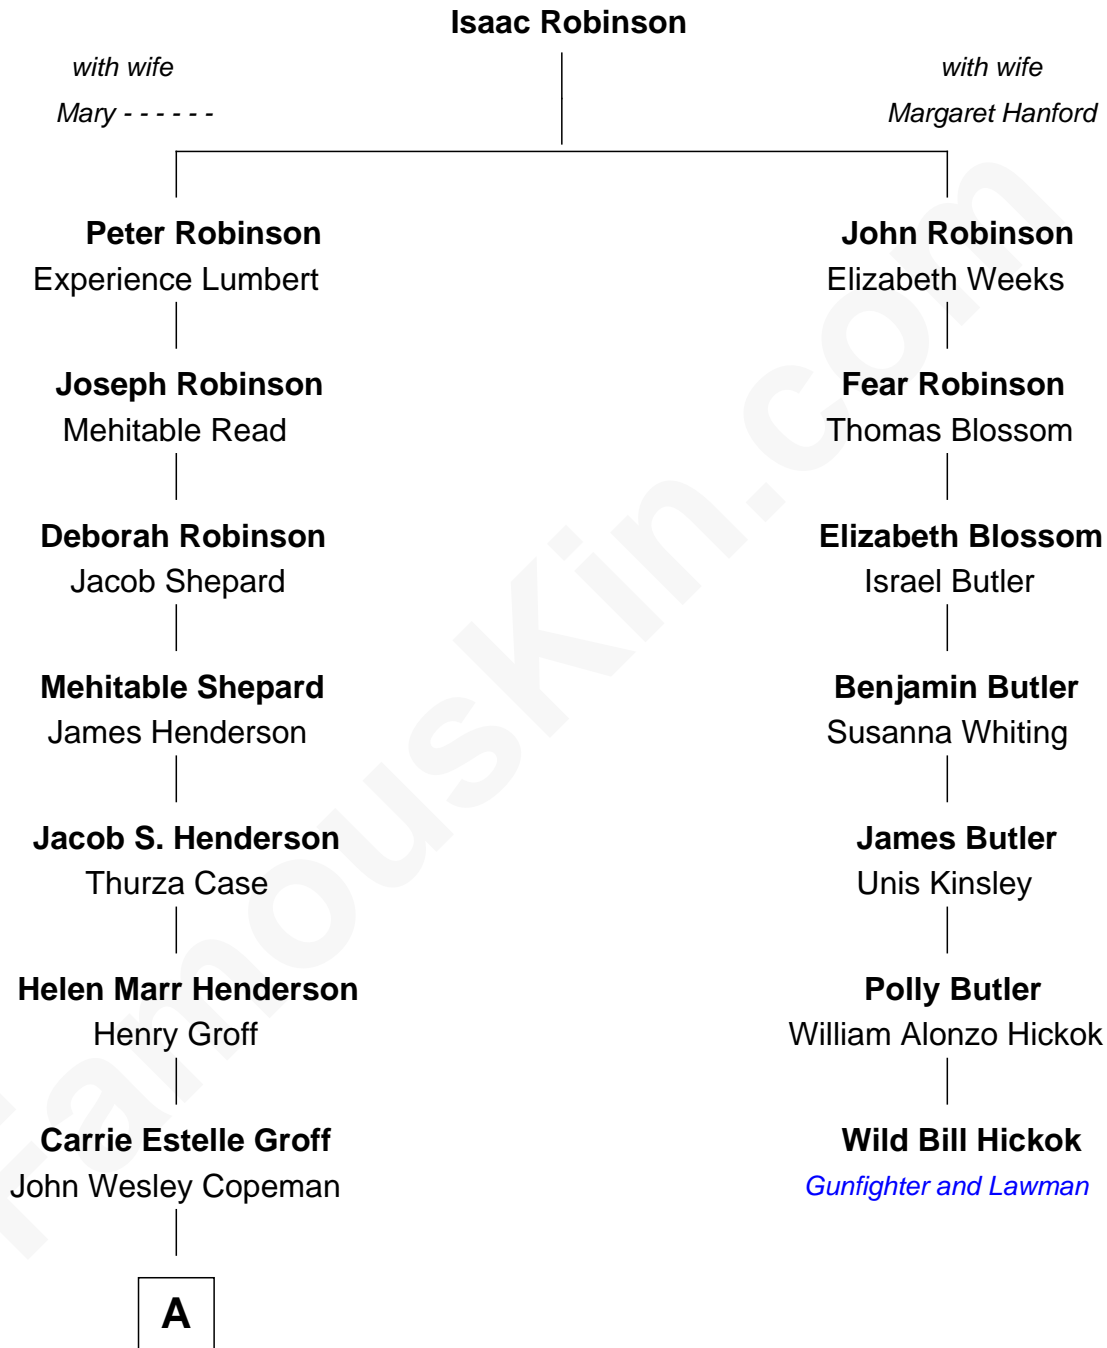 Isaac Robinson
with wife
Mary - - - - - -
with wife
Margaret Hanford
Peter Robinson
Experience Lumbert
Joseph Robinson
Mehitable Read
Deborah Robinson
Jacob Shepard
Mehitable Shepard
James Henderson
Jacob S. Henderson
Thurza Case
Helen Marr Henderson
Henry Groff
Carrie Estelle Groff
John Wesley Copeman
A
John Robinson
Elizabeth Weeks
Fear Robinson
Thomas Blossom
Elizabeth Blossom
Israel Butler
Benjamin Butler
Susanna Whiting
James Butler
Unis Kinsley
Polly Butler
William Alonzo Hickok
Wild Bill Hickok
Gunfighter and Lawman
FamousKin.com